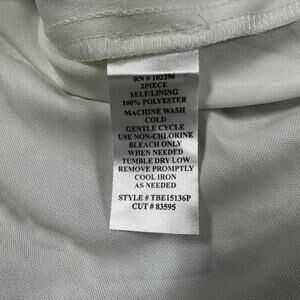 RN # 102296
2PIECE
SELF/LINING
100% POLYESTER
MACHINE WASH
COLD
GENTLE CYCLE
USE NON-CHLORINE
BLEACH ONLY
WHEN NEEDED
TUMBLE DRY LOW
REMOVE PROMPTLY
COOL IRON
AS NEEDED
STYLE # TBE15136P
CUT # 83595